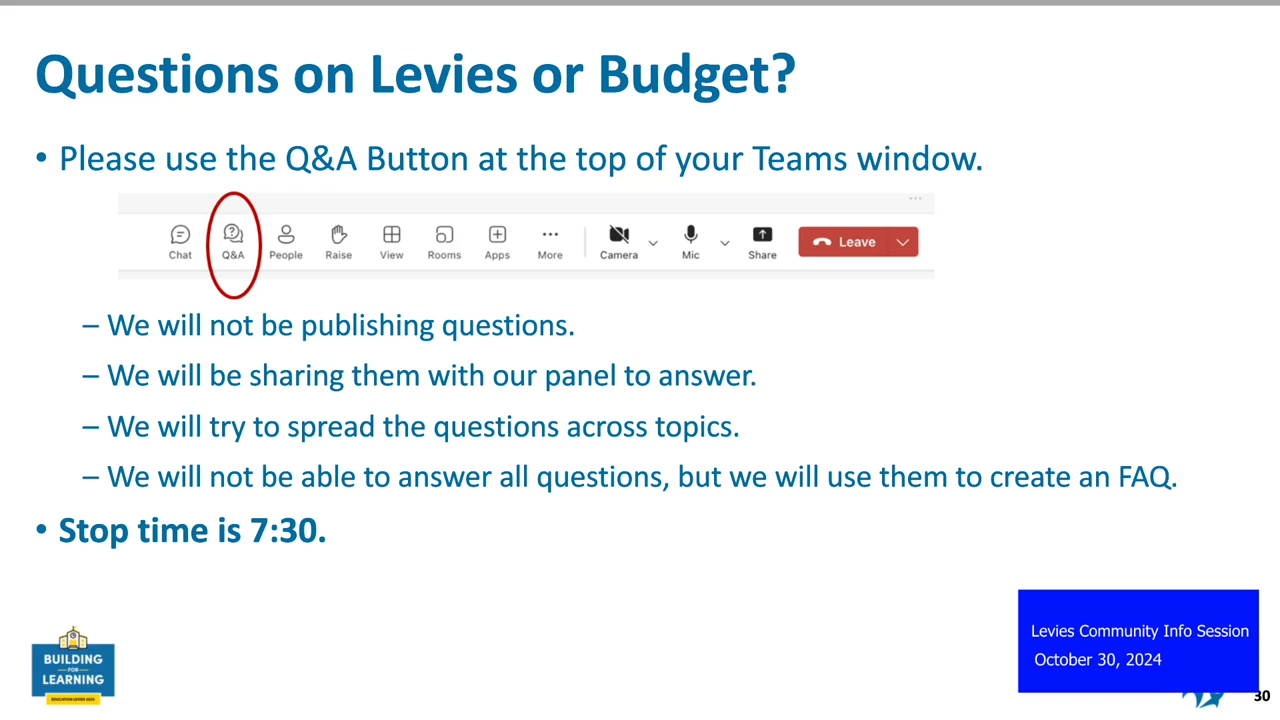 Questions on Levies or Budget?
• Please use the Q&A Button at the top of your Teams window.
Chat Q&A People Raise View Rooms Apps More Camera Mic Share Leave
– We will not be publishing questions.
– We will be sharing them with our panel to answer.
– We will try to spread the questions across topics.
– We will not be able to answer all questions, but we will use them to create an FAQ.
• Stop time is 7:30.
BUILDING
FOR
LEARNING
EDUCATION LEVIES 2025
Levies Community Info Session
October 30, 2024
30